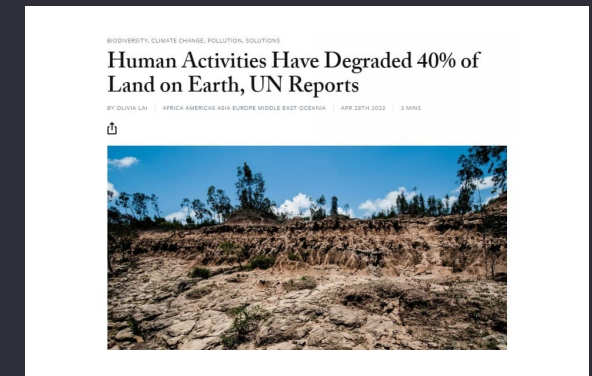 BIODIVERSITY, CLIMATE CHANGE, POLLUTION, SOLUTIONS
Human Activities Have Degraded 40% of
Land on Earth, UN Reports
BY OLIVIA LAI AFRICA AMERICAS ASIA EUROPE MIDDLE EAST OCEANIA APR 28TH 2022 3 MINS